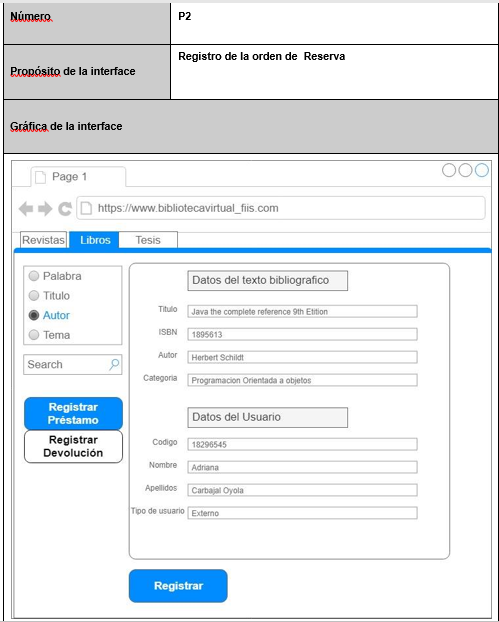 Número P2
Propósito de la interface Registro de la orden de Reserva
Gráfica de la interface
Page 1
https://www.bibliotecavirtual_fiis.com
Revistas Libros Tesis
Palabra
Titulo
Autor
Tema
Search
Registrar
Préstamo
Registrar
Devolución
Datos del texto bibliografico
Titulo Java the complete reference 9th Etition
ISBN 1895613
Autor Herbert Schildt
Categoria Programacion Orientada a objetos
Datos del Usuario
Codigo 18296545
Nombre Adriana
Apellidos Carbajal Oyola
Tipo de usuario Externo
Registrar